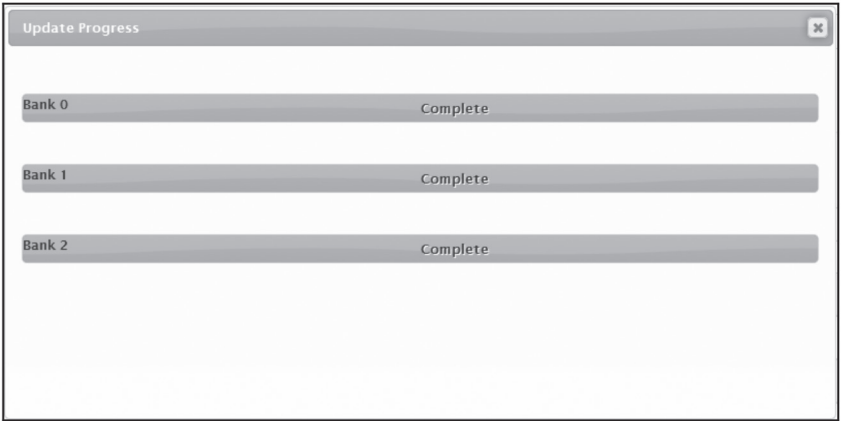 Update Progress
Bank 0 Complete
Bank 1 Complete
Bank 2 Complete